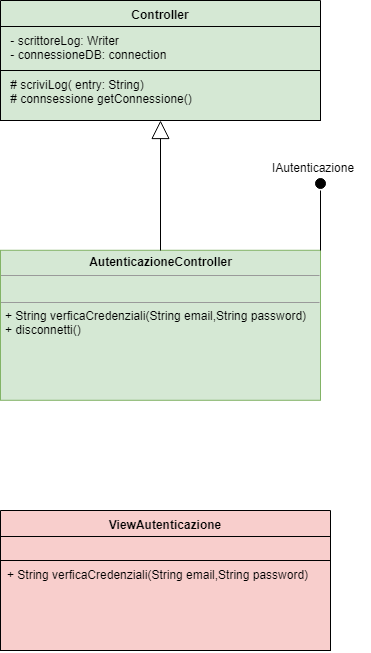 Controller
- scrittoreLog: Writer
- connessioneDB: connection
# scriviLog( entry: String)
# connsessione getConnessione()
IAutenticazione
AutenticazioneController
+ String verficaCredenziali(String email,String password)
+ disconnetti()
ViewAutenticazione
+ String verficaCredenziali(String email,String password)